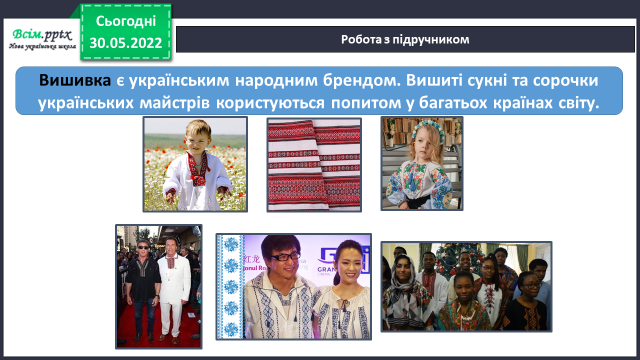 Всім.pptx
Нова українська школа
Сьогодні
30.05.2022
Робота з підручником
Вишивка є українським народним брендом. Вишиті сукні та сорочки
українських майстрів користуються попитом у багатьох країнах світу.